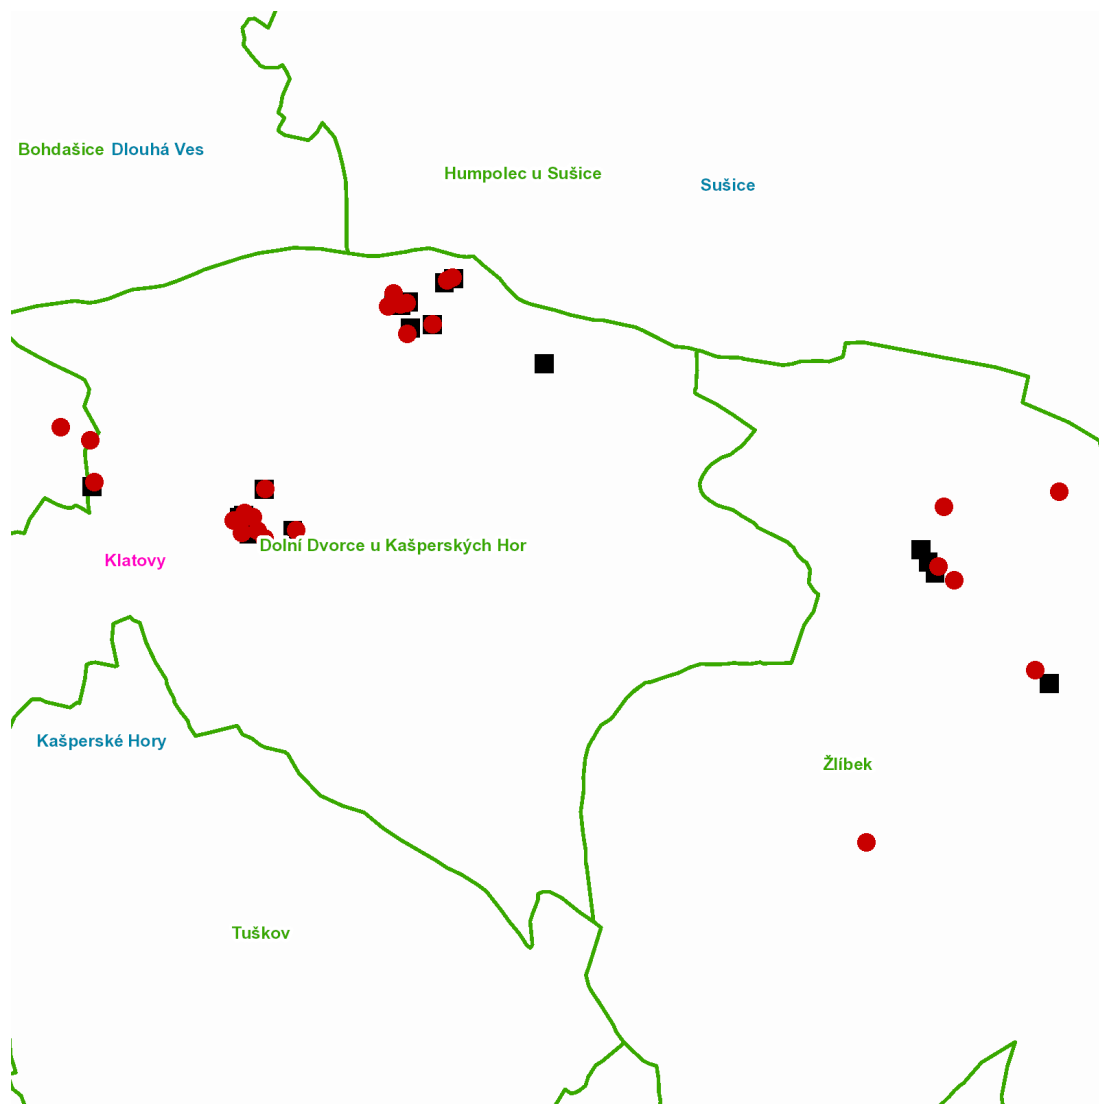 Bohdašice Dlouhá Ves
Humpolec u Sušice
Sušice
Dolní Dvorce u Kašperských Hor
Klatovy
Kašperské Hory
Žlíbek
Tuškov